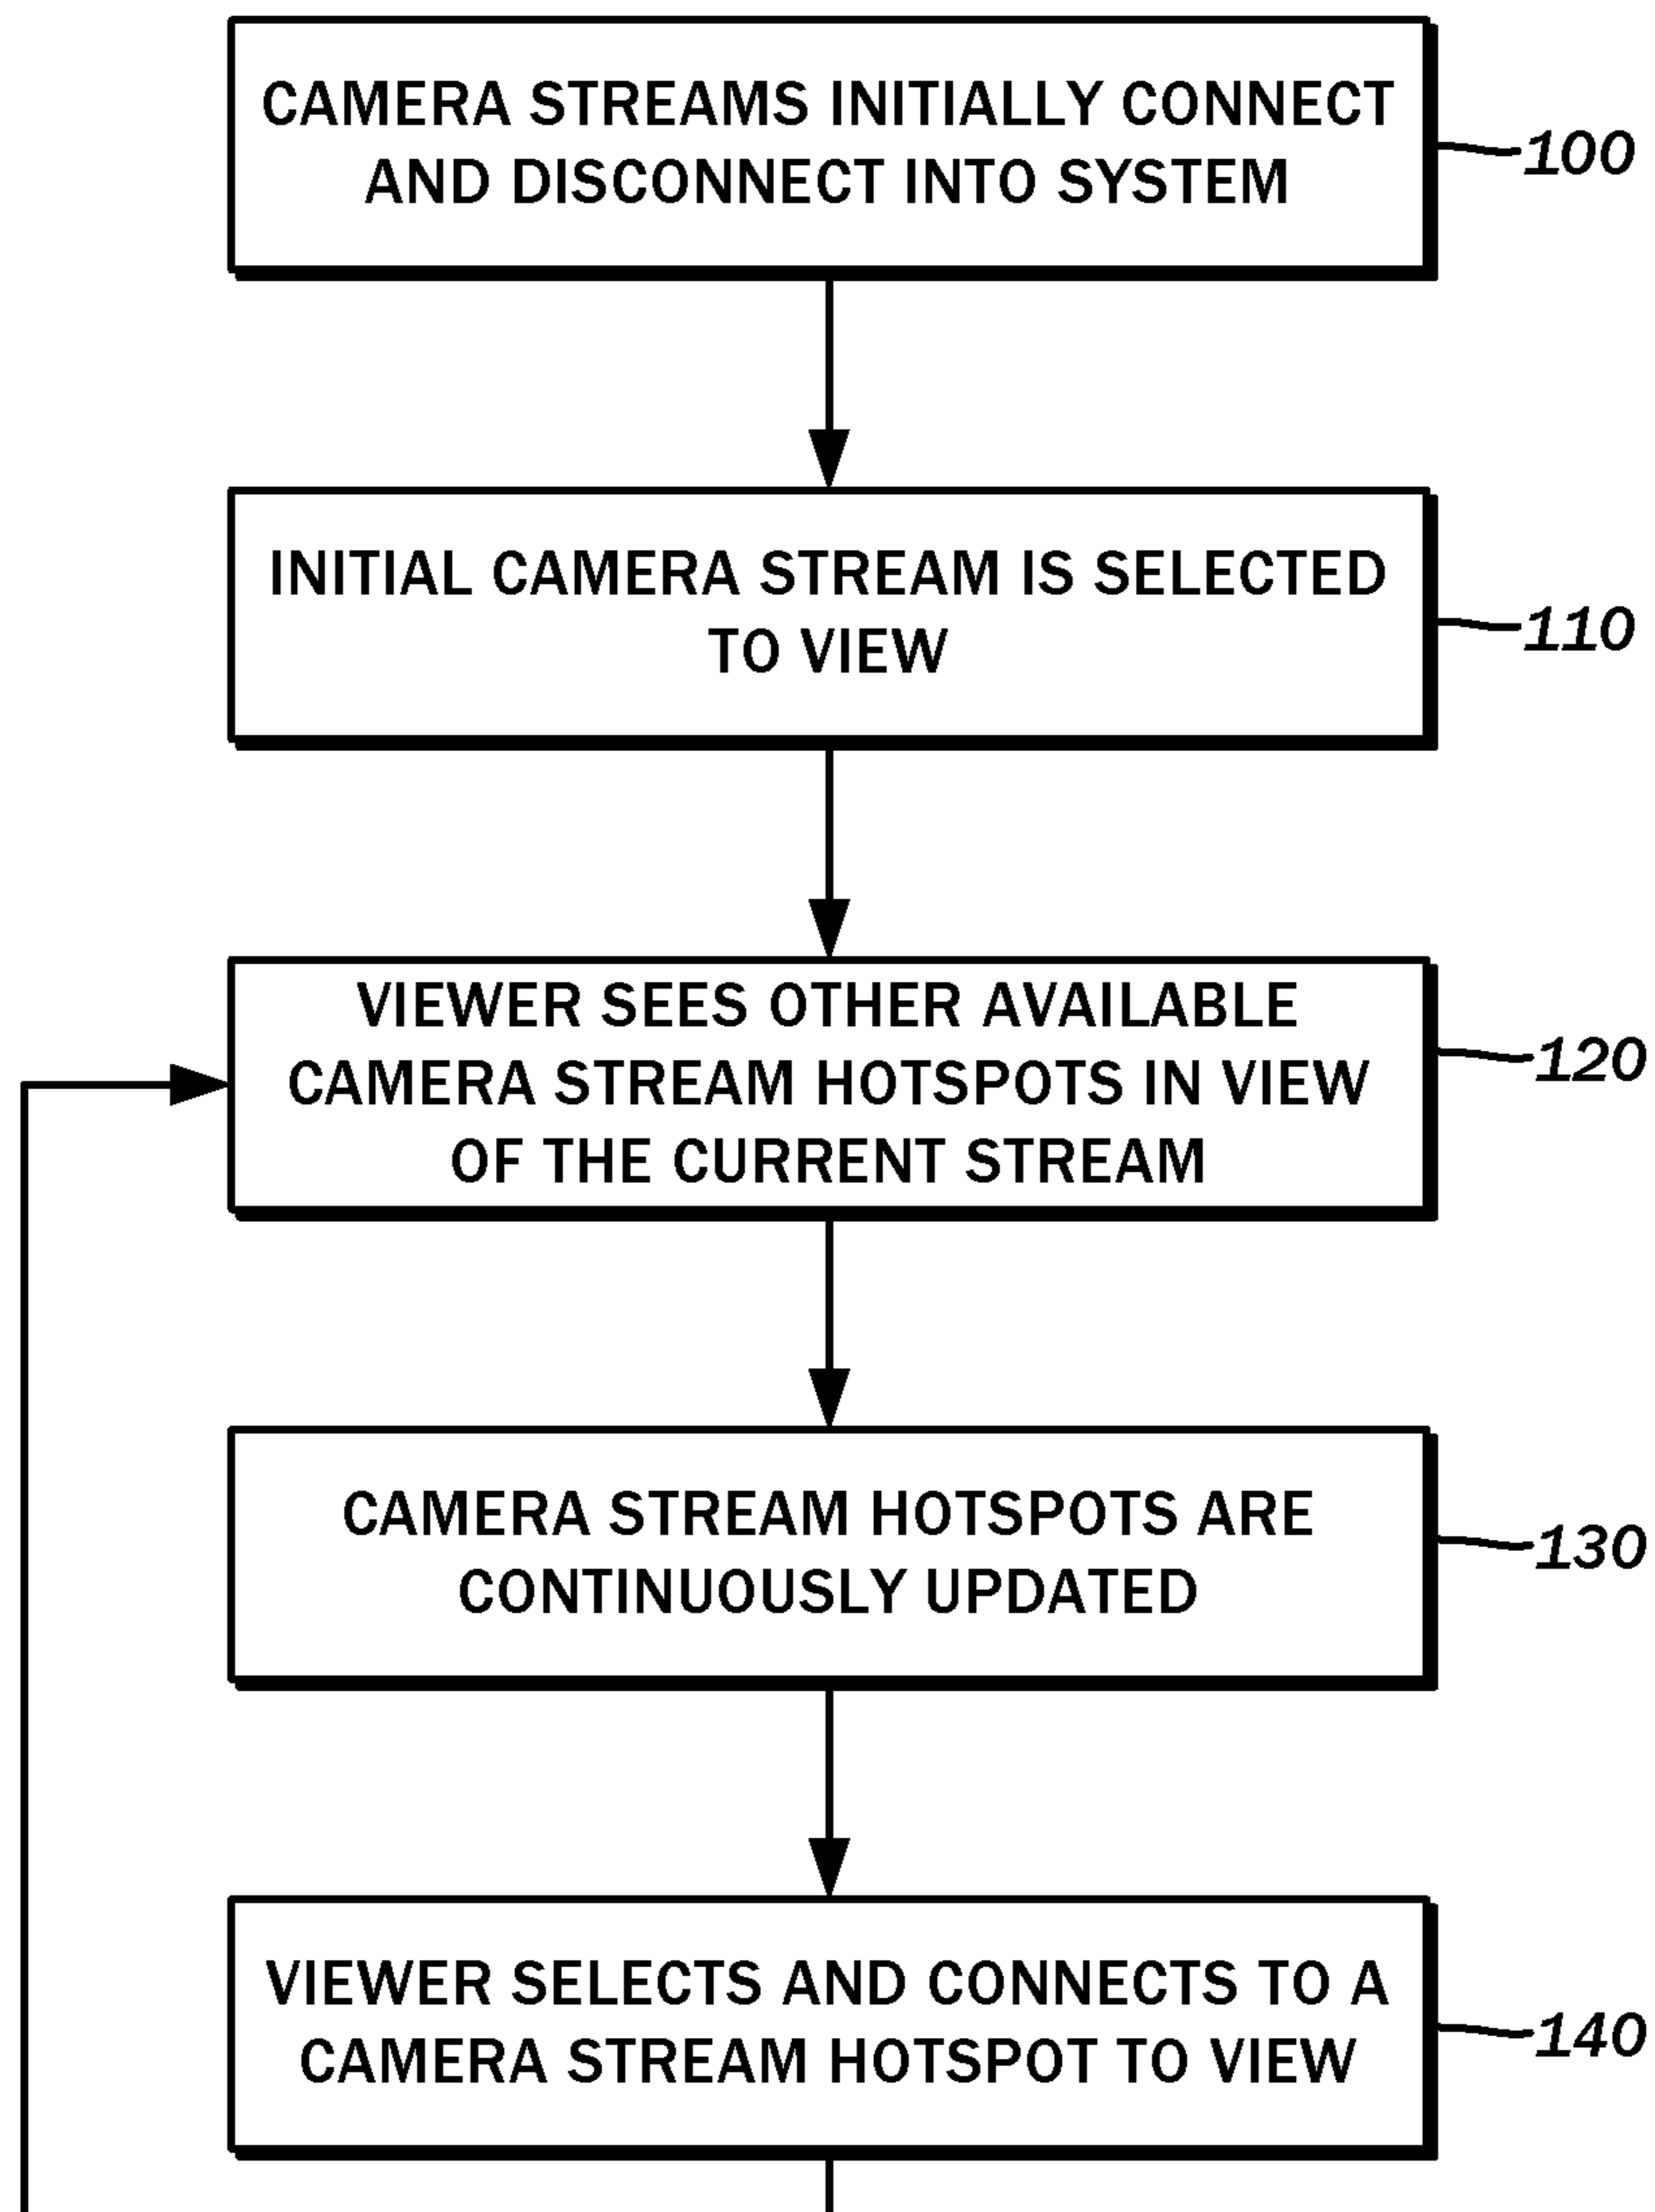 CAMERA STREAMS INITIALLY CONNECT
AND DISCONNECT INTO SYSTEM
100
INITIAL CAMERA STREAM IS SELECTED
TO VIEW
110
VIEWER SEES OTHER AVAILABLE
CAMERA STREAM HOTSPOTS IN VIEW
OF THE CURRENT STREAM
120
CAMERA STREAM HOTSPOTS ARE
CONTINUOUSLY UPDATED
130
VIEWER SELECTS AND CONNECTS TO A
CAMERA STREAM HOTSPOT TO VIEW
140